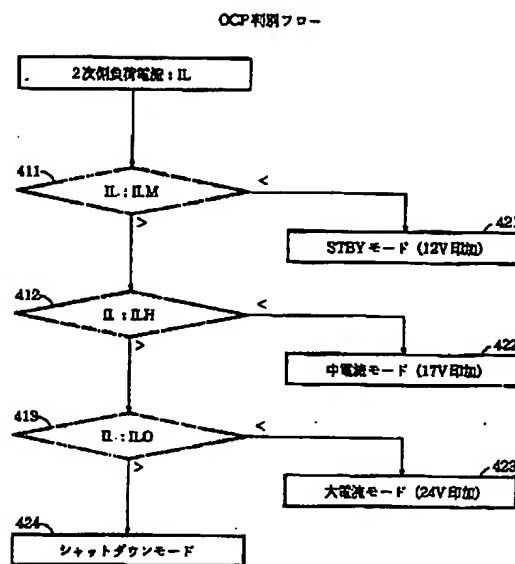 OCP判別フロー
2次側負荷電流：IL
411
IL：ILM
<
>
421
STBYモード（12V印加）
412
IL：ILH
<
>
422
中電流モード（17V印加）
413
IL：ILO
<
>
423
大電流モード（24V印加）
424
シャットダウンモード